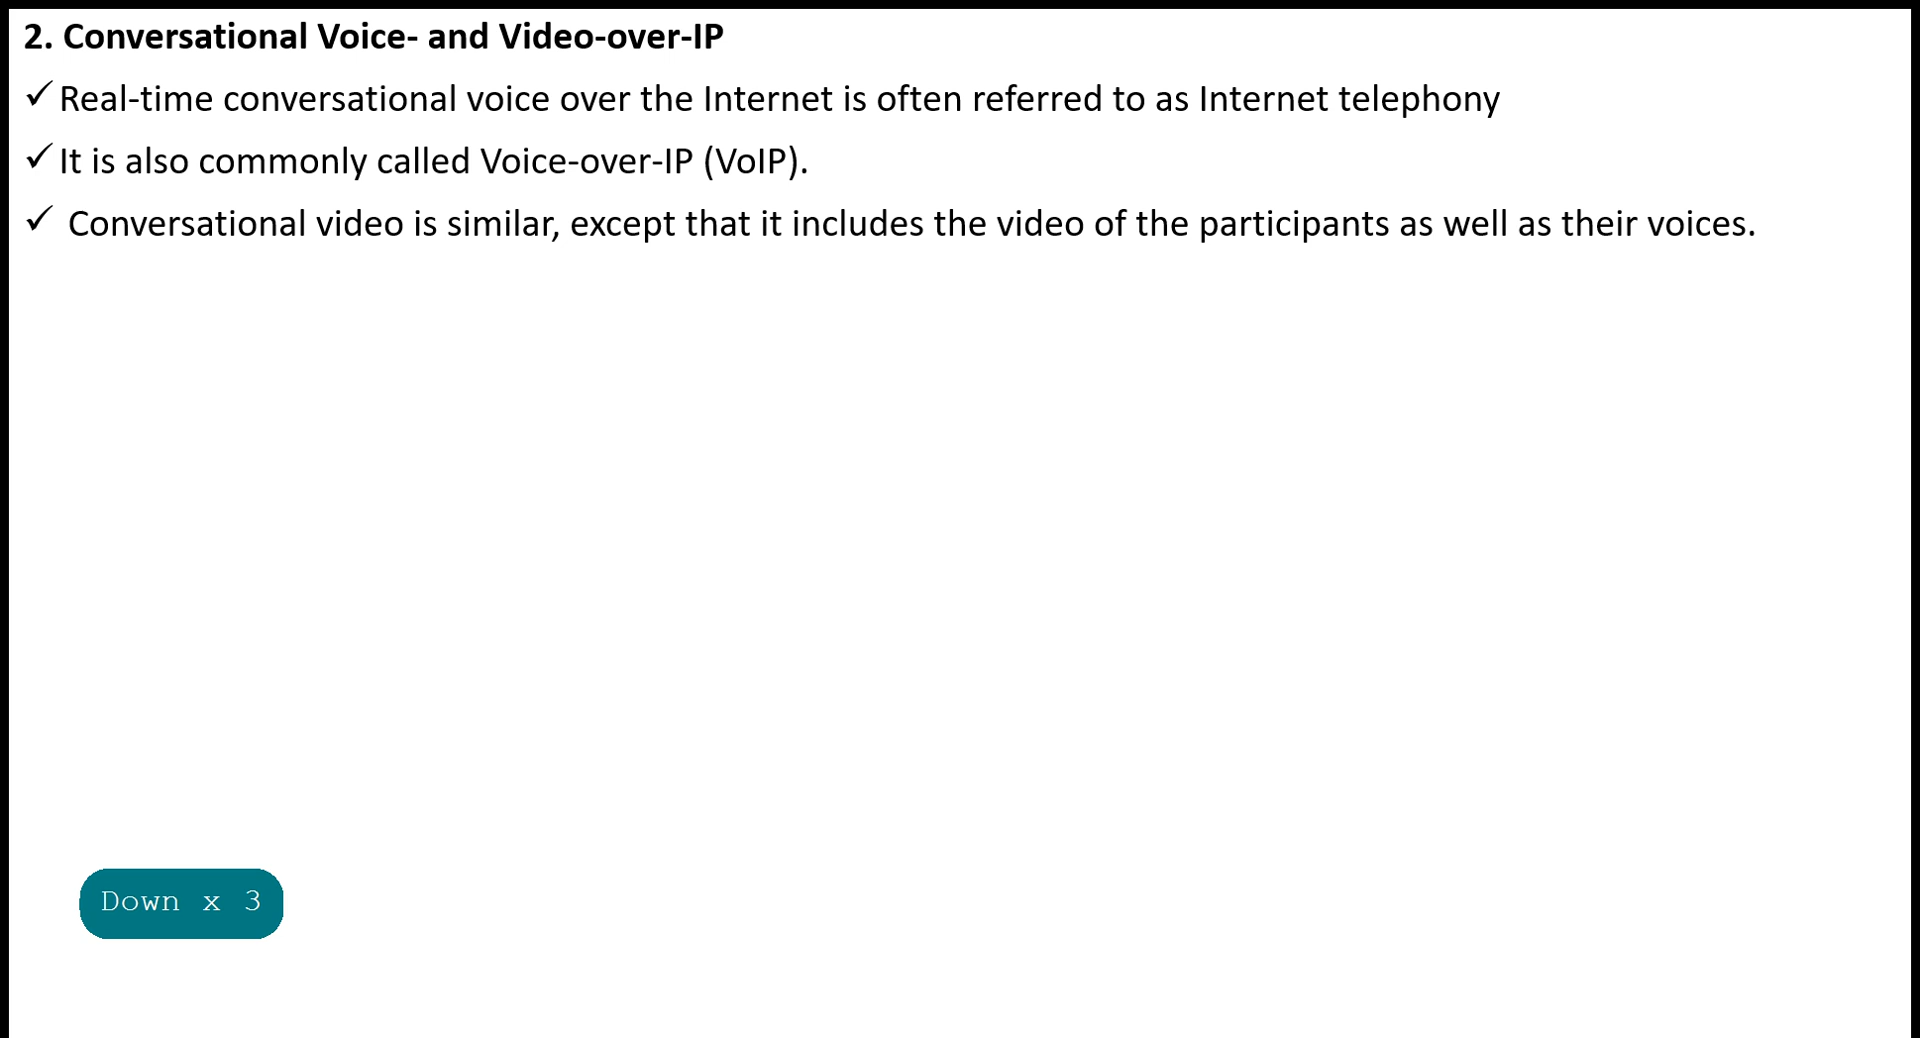 2. Conversational Voice- and Video-over-IP
✓ Real-time conversational voice over the Internet is often referred to as Internet telephony
✓ It is also commonly called Voice-over-IP (VoIP).
✓ Conversational video is similar, except that it includes the video of the participants as well as their voices.
Down x 3